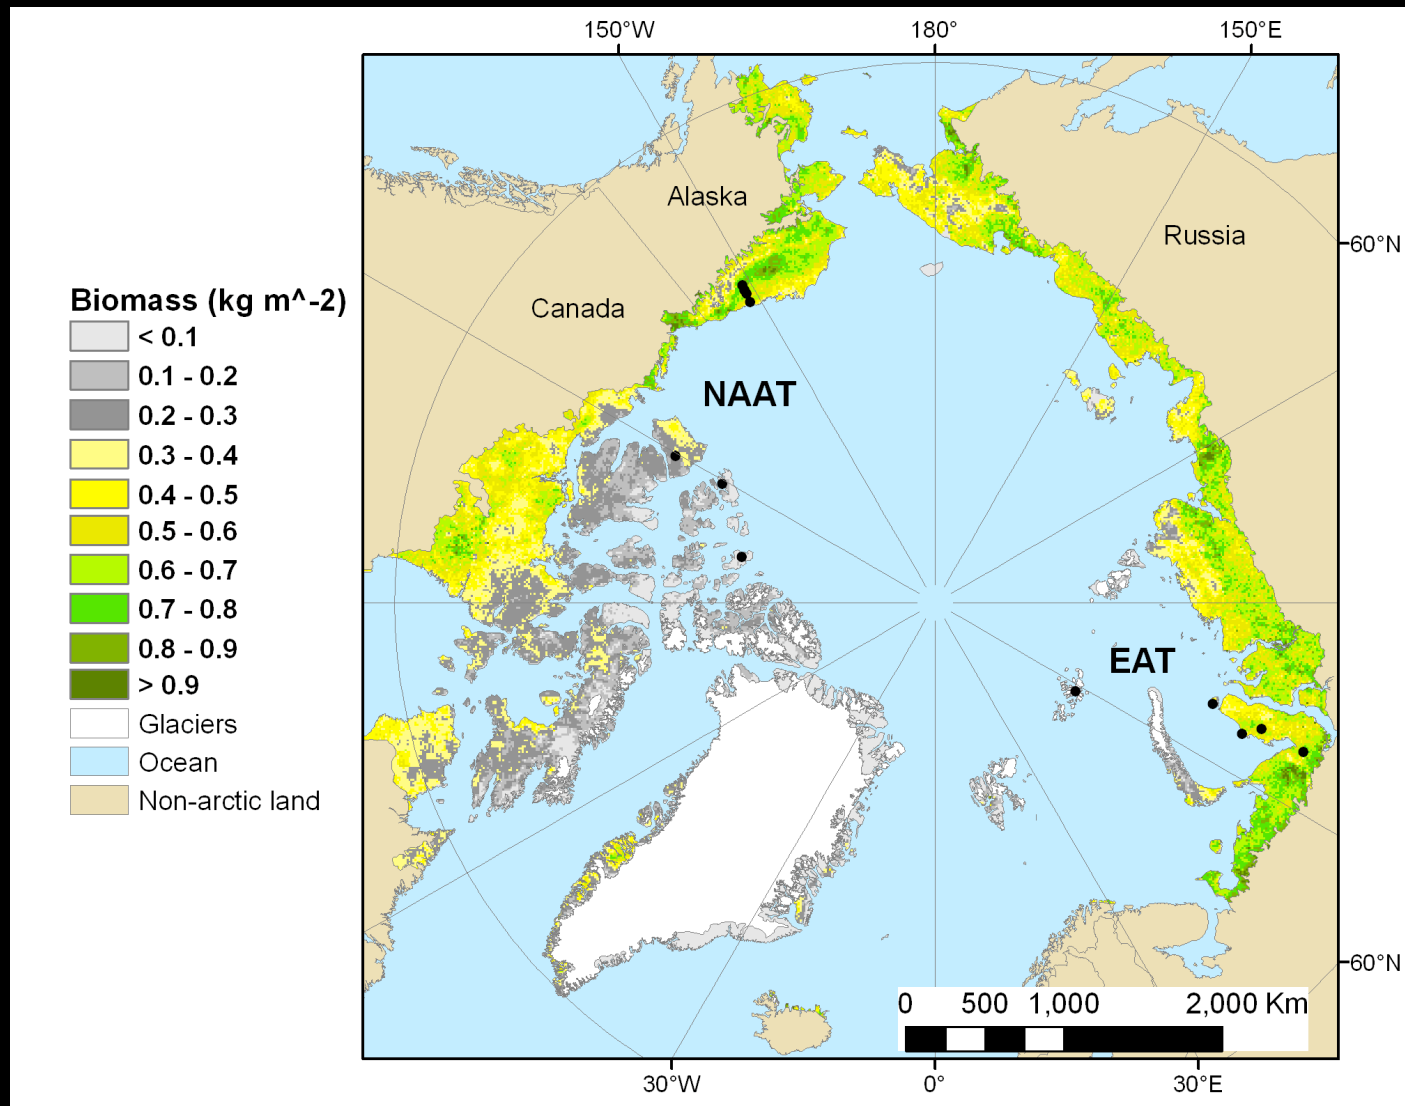 150°W 180° 150°E
Alaska
Russia
60°N
Canada
Biomass (kg m^-2)
< 0.1
0.1 - 0.2
0.2 - 0.3
0.3 - 0.4
0.4 - 0.5
0.5 - 0.6
0.6 - 0.7
0.7 - 0.8
0.8 - 0.9
> 0.9
Glaciers
Ocean
Non-arctic land
NAAT
EAT
60°N
0 500 1,000 2,000 Km
30°W 0° 30°E